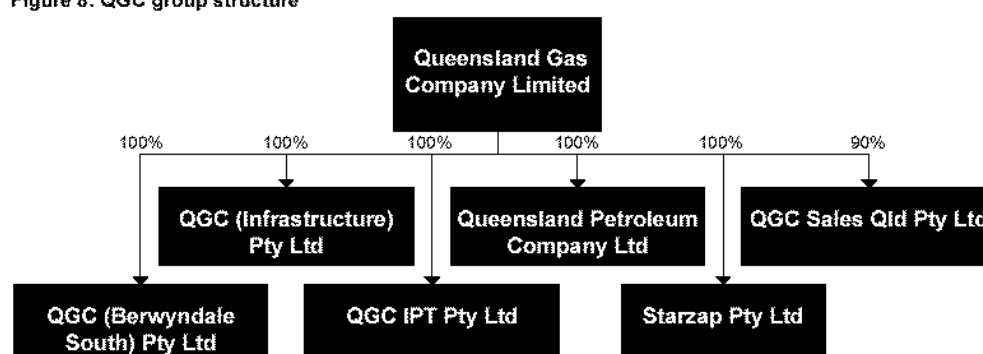 Figure 8: QGC group structure
Queensland Gas
Company Limited
100%
100%
100%
100%
100%
90%
QGC (Infrastructure)
Pty Ltd
Queensland Petroleum
Company Ltd
QGC Sales Qld Pty Ltd
QGC (Berwyndale
South) Pty Ltd
QGC IPT Pty Ltd
Starzap Pty Ltd